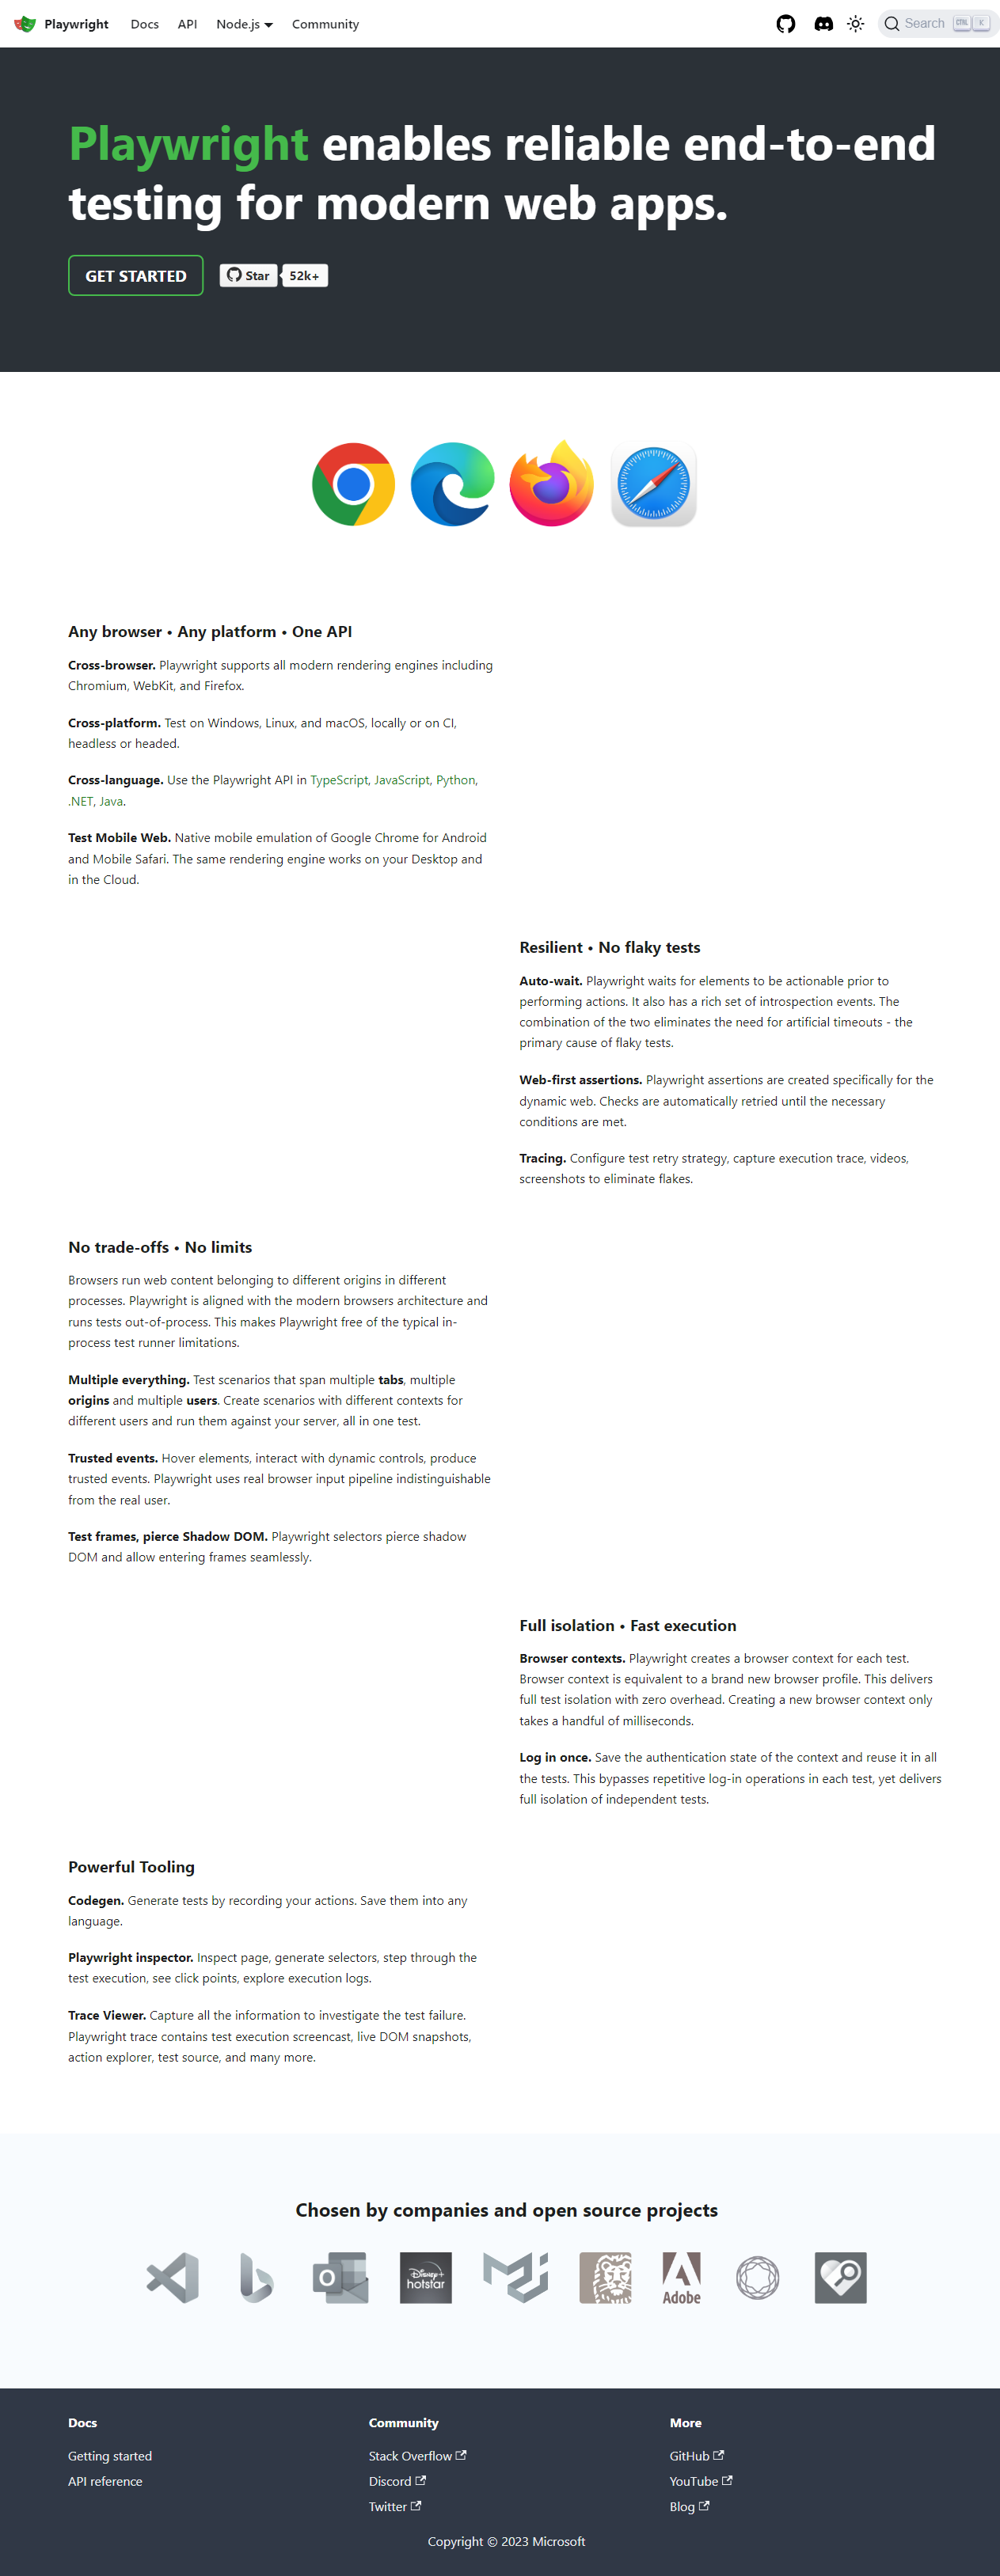 Playwright Docs API Node.js Community Search CTRL K
Playwright enables reliable end-to-end
testing for modern web apps.
GET STARTED Star 52k+
Any browser • Any platform • One API
Cross-browser. Playwright supports all modern rendering engines including
Chromium, WebKit, and Firefox.
Cross-platform. Test on Windows, Linux, and macOS, locally or on CI,
headless or headed.
Cross-language. Use the Playwright API in TypeScript, JavaScript, Python,
.NET, Java.
Test Mobile Web. Native mobile emulation of Google Chrome for Android
and Mobile Safari. The same rendering engine works on your Desktop and
in the Cloud.
Resilient • No flaky tests
Auto-wait. Playwright waits for elements to be actionable prior to
performing actions. It also has a rich set of introspection events. The
combination of the two eliminates the need for artificial timeouts - the
primary cause of flaky tests.
Web-first assertions. Playwright assertions are created specifically for the
dynamic web. Checks are automatically retried until the necessary
conditions are met.
Tracing. Configure test retry strategy, capture execution trace, videos,
screenshots to eliminate flakes.
No trade-offs • No limits
Browsers run web content belonging to different origins in different
processes. Playwright is aligned with the modern browsers architecture and
runs tests out-of-process. This makes Playwright free of the typical in-
process test runner limitations.
Multiple everything. Test scenarios that span multiple tabs, multiple
origins and multiple users. Create scenarios with different contexts for
different users and run them against your server, all in one test.
Trusted events. Hover elements, interact with dynamic controls, produce
trusted events. Playwright uses real browser input pipeline indistinguishable
from the real user.
Test frames, pierce Shadow DOM. Playwright selectors pierce shadow
DOM and allow entering frames seamlessly.
Full isolation • Fast execution
Browser contexts. Playwright creates a browser context for each test.
Browser context is equivalent to a brand new browser profile. This delivers
full test isolation with zero overhead. Creating a new browser context only
takes a handful of milliseconds.
Log in once. Save the authentication state of the context and reuse it in all
the tests. This bypasses repetitive log-in operations in each test, yet delivers
full isolation of independent tests.
Powerful Tooling
Codegen. Generate tests by recording your actions. Save them into any
language.
Playwright inspector. Inspect page, generate selectors, step through the
test execution, see click points, explore execution logs.
Trace Viewer. Capture all the information to investigate the test failure.
Playwright trace contains test execution screencast, live DOM snapshots,
action explorer, test source, and many more.
Chosen by companies and open source projects
O
Disney+
hotstar
Adobe
Docs
Getting started
API reference
Community
Stack Overflow
Discord
Twitter
More
GitHub
YouTube
Blog
Copyright © 2023 Microsoft